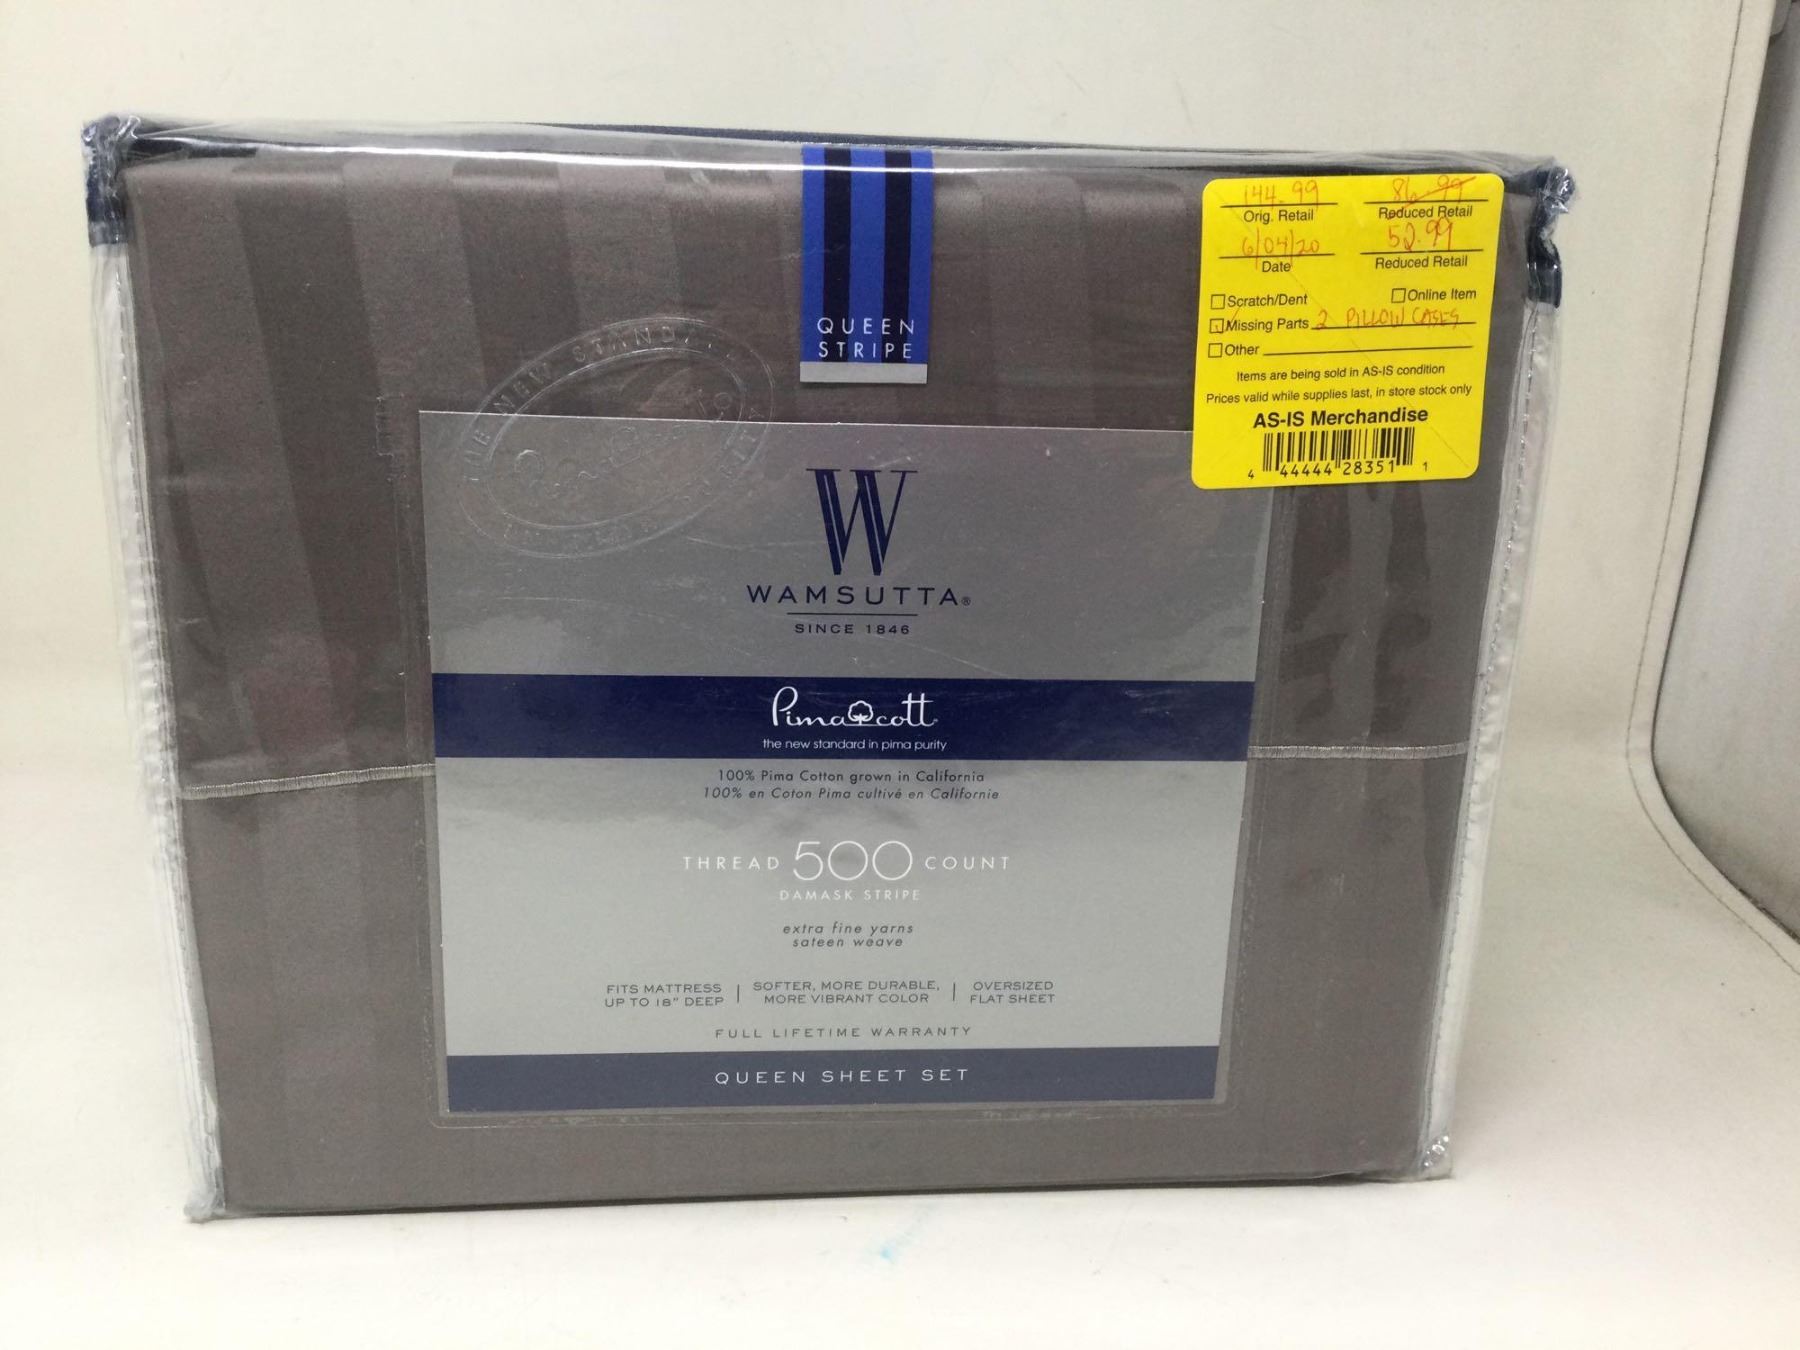 QUEEN
STRIPE
144.99 86.99
Orig. Retail Reduced Retail
6/04/20 52.99
Date Reduced Retail
Scratch/Dent Online Item
Missing Parts 2 PILLOW CASES
Other
Items are being sold in AS-IS condition
Prices valid while supplies last, in store stock only
AS-IS Merchandise
4 44444 28351 1
THE NEW STANDARD
W
WAMSUTTA®
SINCE 1846
Pimacott
the new standard in pima purity
100% Pima Cotton grown in California
100% en Coton Pima cultivé en Californie
THREAD 500 COUNT
DAMASK STRIPE
extra fine yarns
sateen weave
FITS MATTRESS
UP TO 18" DEEP
SOFTER, MORE DURABLE,
MORE VIBRANT COLOR
OVERSIZED
FLAT SHEET
FULL LIFETIME WARRANTY
QUEEN SHEET SET